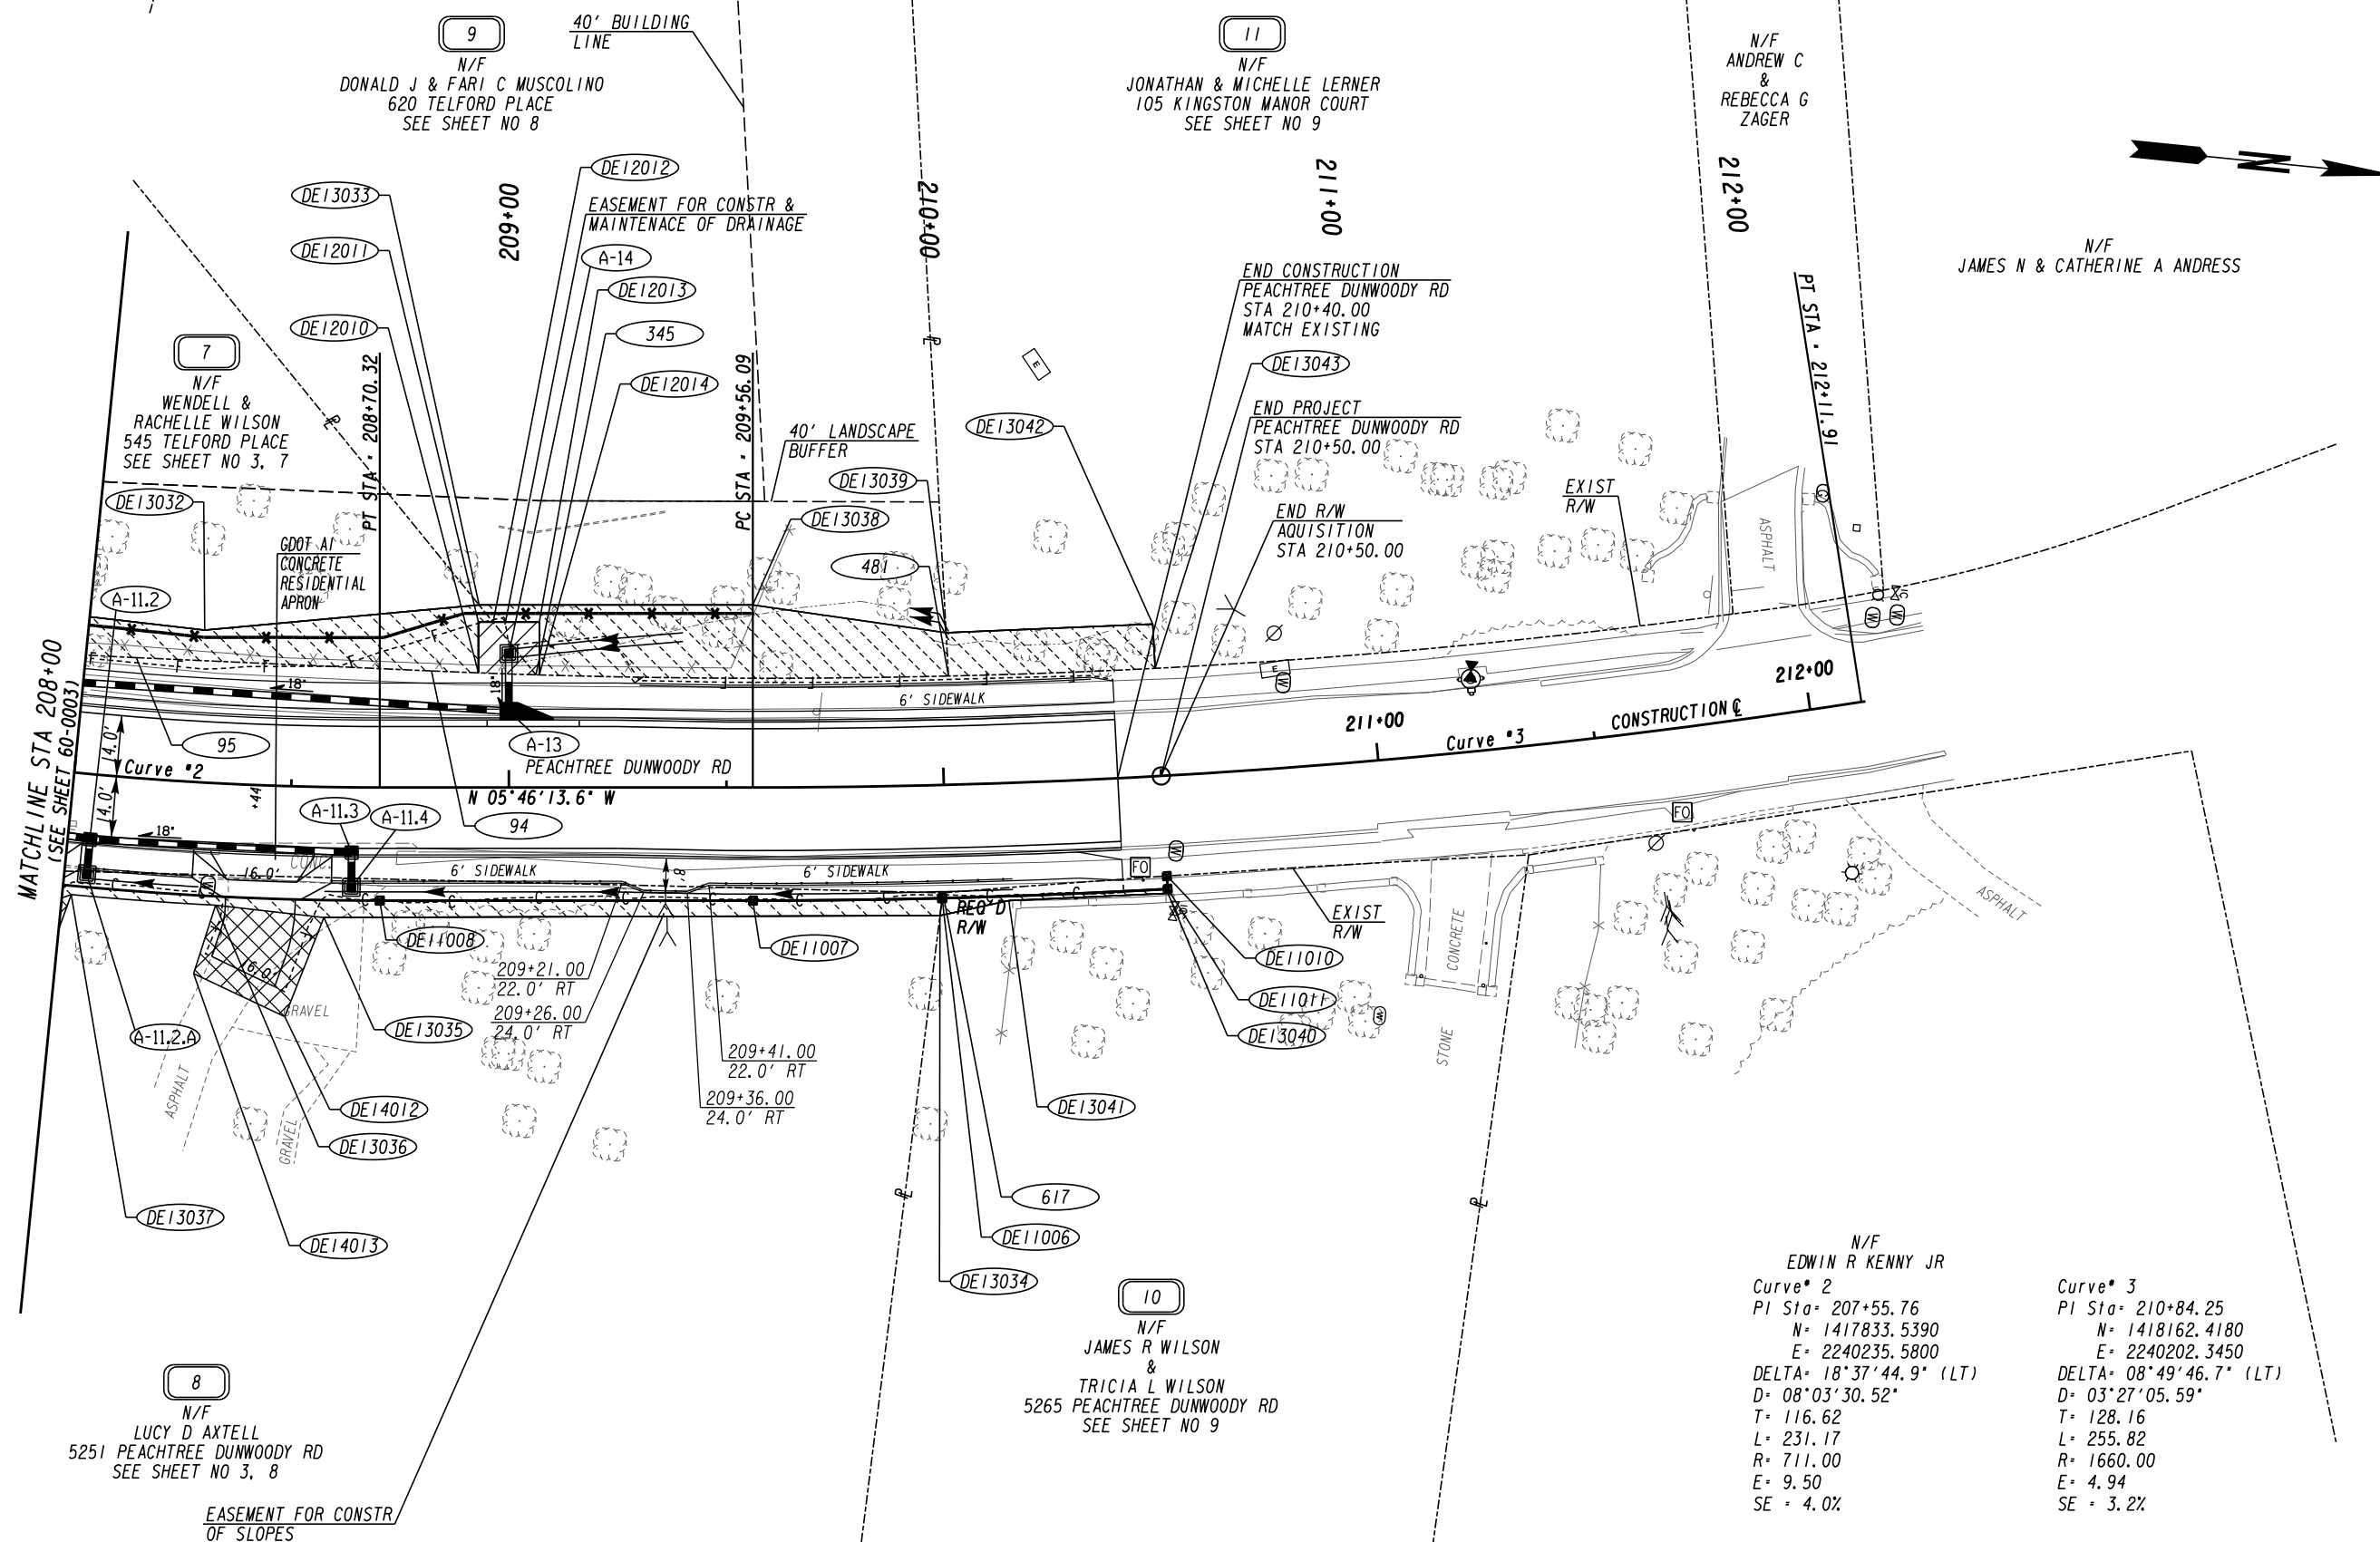 9
N/F
DONALD J & FARI C MUSCOLINO
620 TELFORD PLACE
SEE SHEET NO 8
40' BUILDING
LINE
11
N/F
JONATHAN & MICHELLE LERNER
105 KINGSTON MANOR COURT
SEE SHEET NO 9
N/F
ANDREW C
&
REBECCA G
ZAGER
N
N/F
JAMES N & CATHERINE A ANDRESS
209+00
210+00
211+00
212+00
DE13033
DE12011
DE12010
DE12012
EASEMENT FOR CONSTR &
MAINTENACE OF DRAINAGE
A-14
DE12013
345
DE12014
END CONSTRUCTION
PEACHTREE DUNWOODY RD
STA 210+40.00
MATCH EXISTING
DE13043
END PROJECT
PEACHTREE DUNWOODY RD
STA 210+50.00
PT STA = 212+11.91
7
N/F
WENDELL &
RACHELLE WILSON
545 TELFORD PLACE
SEE SHEET NO 3, 7
PT STA = 208+70.32
PC STA = 209+56.09
40' LANDSCAPE
BUFFER
DE13042
DE13039
DE13038
481
DE13032
GDOT A1
CONCRETE
RESIDENTIAL
APRON
A-11.2
END R/W
AQUISITION
STA 210+50.00
EXIST
R/W
ASPHALT
G
W
W
E
E
W
MATCHLINE STA 208+00
(SEE SHEET 60-0003)
18"
18"
6' SIDEWALK
95
14.0'
14.0'
A-13
PEACHTREE DUNWOODY RD
Curve #2
N 05°46'13.6" W
94
+44
211+00
Curve #3
CONSTRUCTION ℄
212+00
A-11.3
A-11.4
18"
16.0'
6' SIDEWALK
8'
6' SIDEWALK
FO
W
FO
REQ'D
R/W
EXIST
R/W
CONCRETE
STONE
ASPHALT
DE11008
DE11007
DE11010
DE11011
DE13040
209+21.00
22.0' RT
209+26.00
24.0' RT
209+41.00
22.0' RT
209+36.00
24.0' RT
16.0'
GRAVEL
GRAVEL
ASPHALT
A-11.2.A
DE13035
DE14012
DE13036
DE13037
DE14013
DE13041
617
DE11006
DE13034
W
10
N/F
JAMES R WILSON
&
TRICIA L WILSON
5265 PEACHTREE DUNWOODY RD
SEE SHEET NO 9
8
N/F
LUCY D AXTELL
5251 PEACHTREE DUNWOODY RD
SEE SHEET NO 3, 8
EASEMENT FOR CONSTR
OF SLOPES
N/F
EDWIN R KENNY JR
Curve# 2
PI Sta= 207+55.76
N= 1417833.5390
E= 2240235.5800
DELTA= 18°37'44.9" (LT)
D= 08°03'30.52"
T= 116.62
L= 231.17
R= 711.00
E= 9.50
SE = 4.0%
Curve# 3
PI Sta= 210+84.25
N= 1418162.4180
E= 2240202.3450
DELTA= 08°49'46.7" (LT)
D= 03°27'05.59"
T= 128.16
L= 255.82
R= 1660.00
E= 4.94
SE = 3.2%